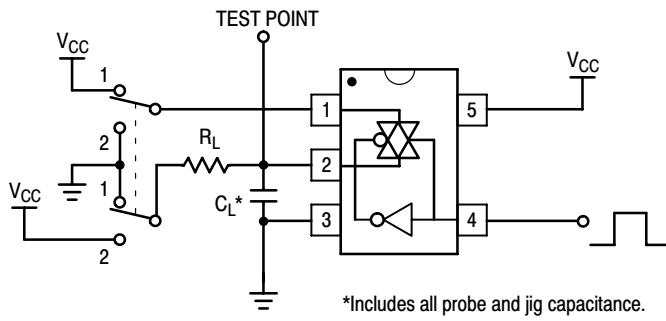 TEST POINT
VCC
1
2
1
2
VCC
RL
CL*
1
2
3
5
4
VCC
*Includes all probe and jig capacitance.